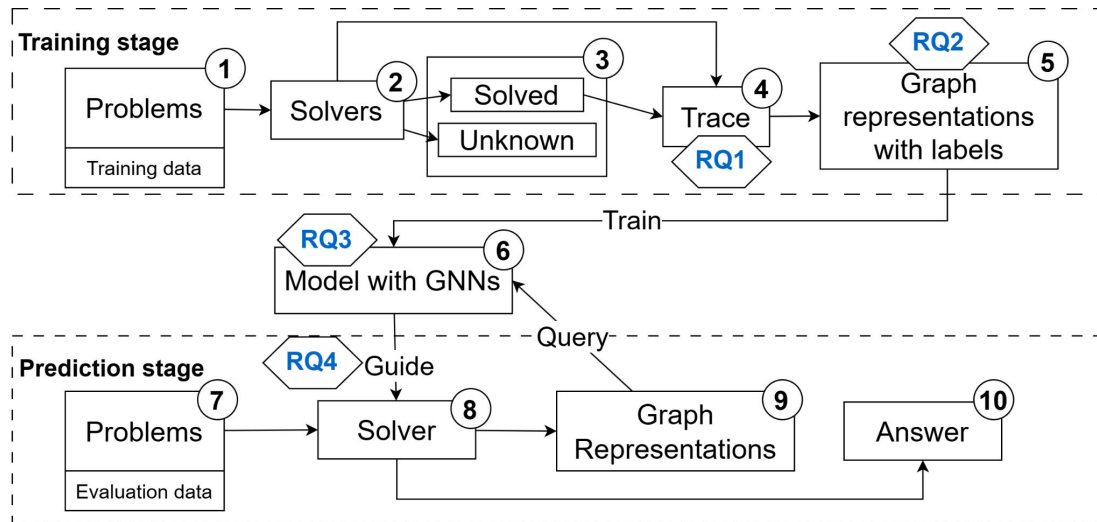 Training stage
1
Problems
Training data
2
Solvers
3
Solved
Unknown
4
Trace
RQ1
RQ2
5
Graph
representations
with labels
Train
RQ3
6
Model with GNNs
Query
Prediction stage
RQ4
Guide
7
Problems
Evaluation data
8
Solver
9
Graph
Representations
10
Answer